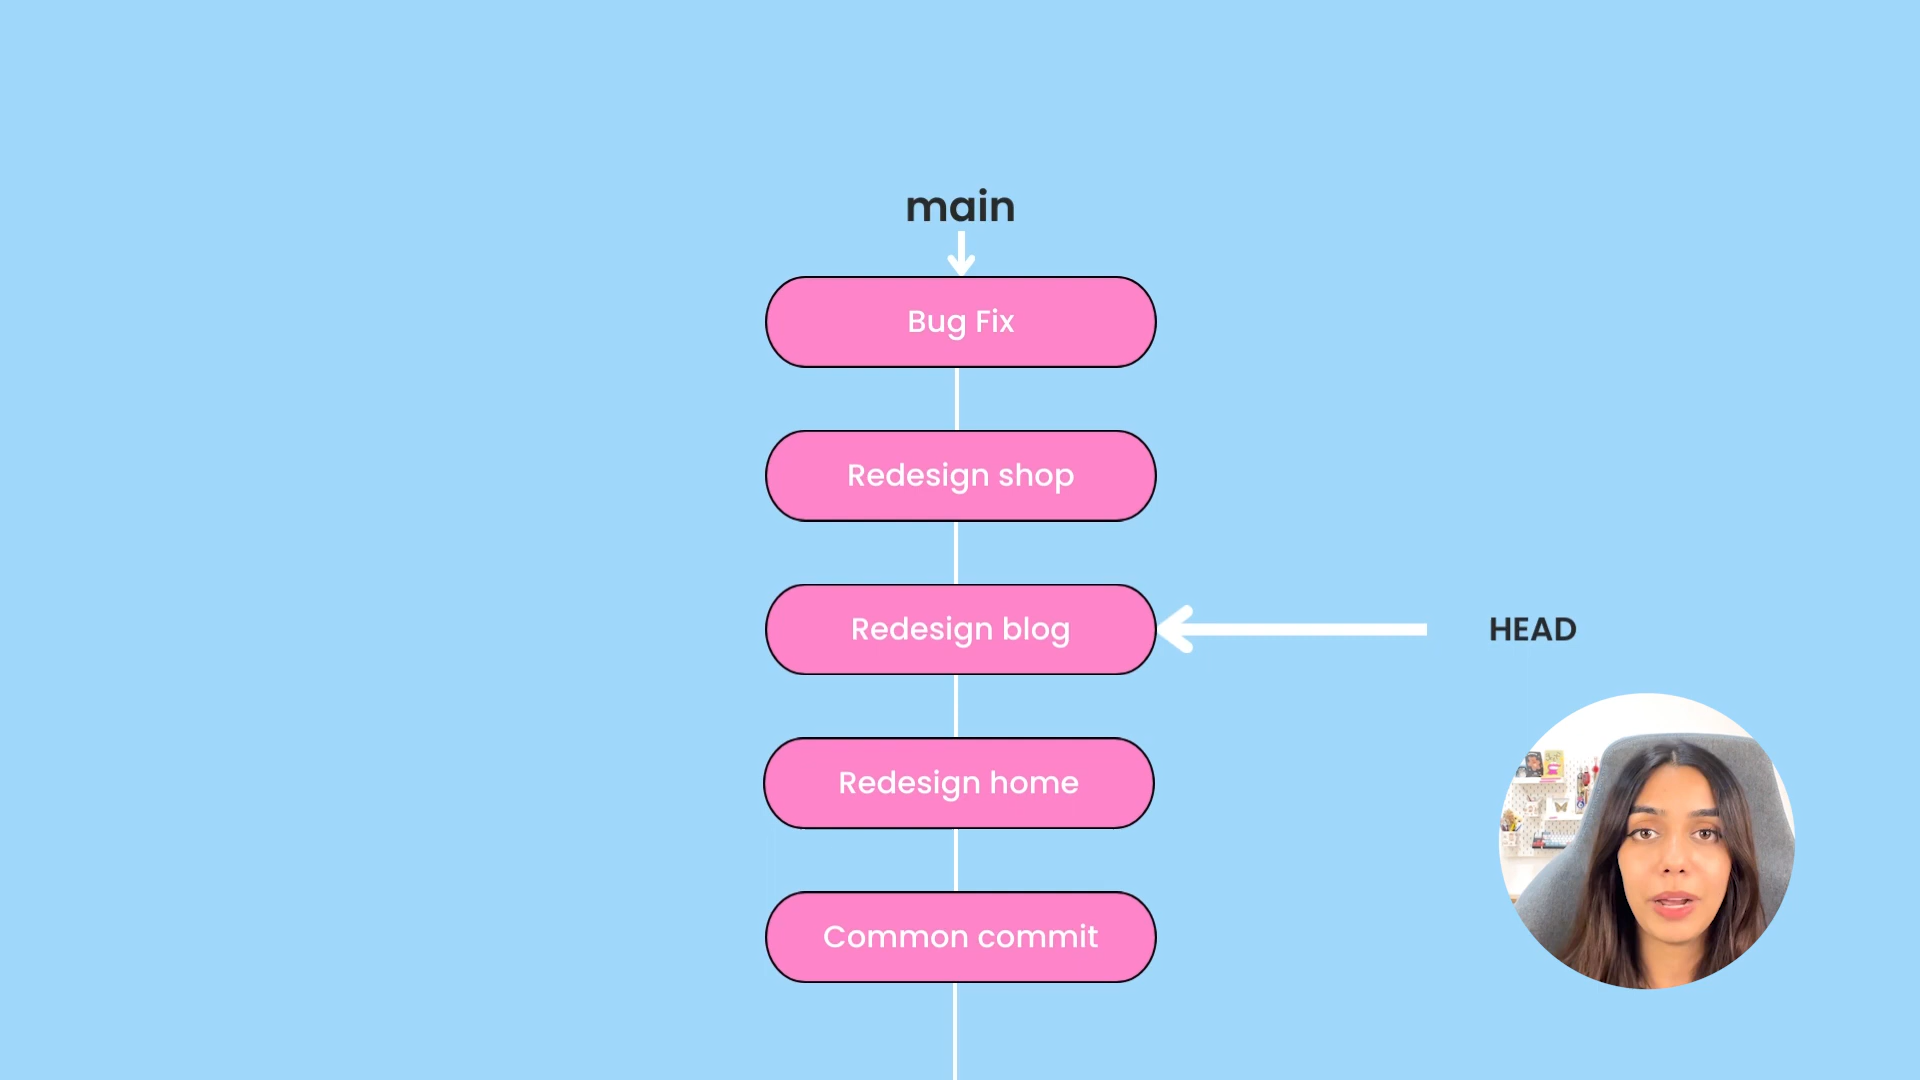 main
Bug Fix
Redesign shop
Redesign blog
HEAD
Redesign home
Common commit